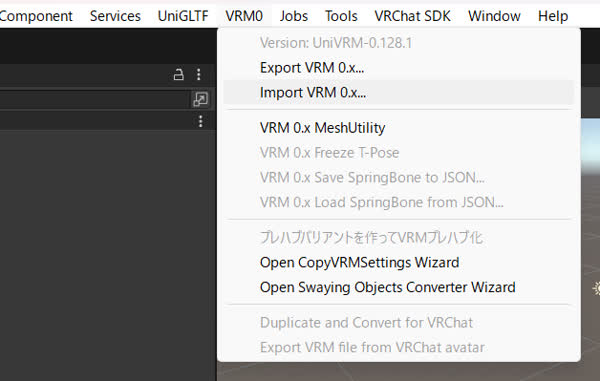 Component Services UniGLTF VRM0 Jobs Tools VRChat SDK Window Help
Version: UniVRM-0.128.1
Export VRM 0.x...
Import VRM 0.x...
VRM 0.x MeshUtility
VRM 0.x Freeze T-Pose
VRM 0.x Save SpringBone to JSON...
VRM 0.x Load SpringBone from JSON...
プレハブバリアントを作ってVRMプレハブ化
Open CopyVRMSettings Wizard
Open Swaying Objects Converter Wizard
Duplicate and Convert for VRChat
Export VRM file from VRChat avatar